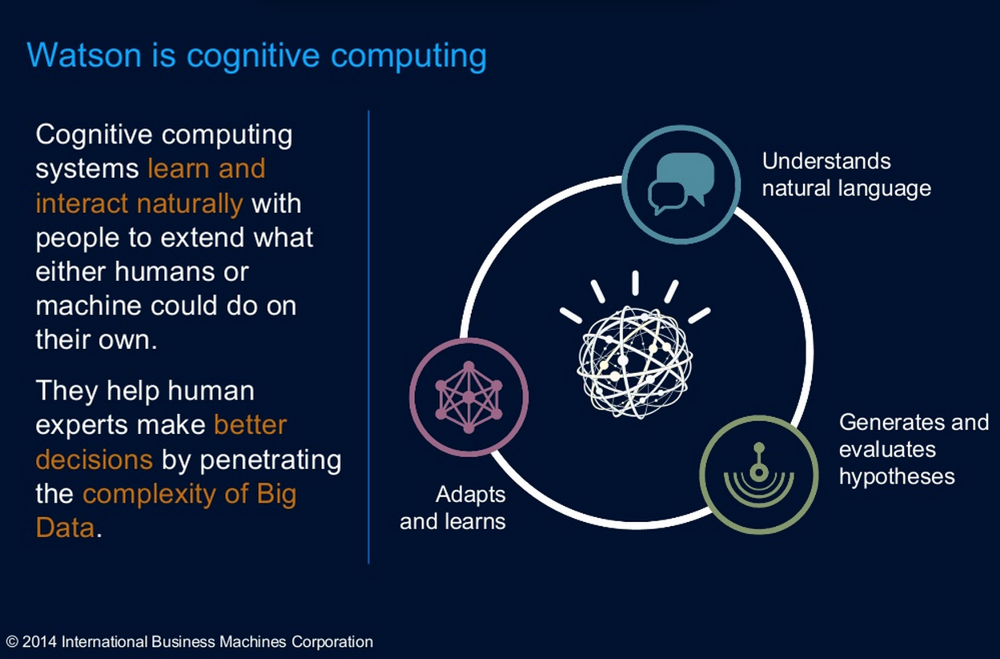 Watson is cognitive computing
Cognitive computing
systems learn and
interact naturally with
people to extend what
either humans or
machine could do on
their own.
They help human
experts make better
decisions by penetrating
the complexity of Big
Data.
Understands
natural language
Generates and
evaluates
hypotheses
Adapts
and learns
© 2014 International Business Machines Corporation